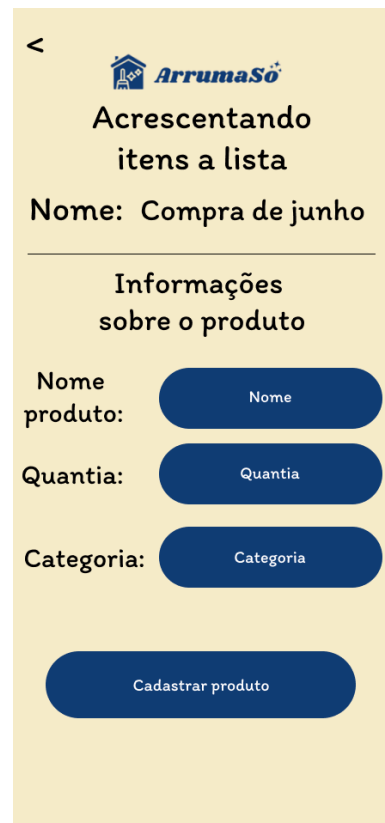 <
ArrumaSó
Acrescentando
itens a lista
Nome: Compra de junho
Informações
sobre o produto
Nome
produto:
Nome
Quantia:
Quantia
Categoria:
Categoria
Cadastrar produto